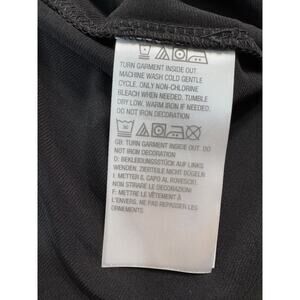 TURN GARMENT INSIDE OUT
MACHINE WASH COLD GENTLE
CYCLE. ONLY NON-CHLORINE
BLEACH WHEN NEEDED. TUMBLE
DRY LOW, WARM IRON IF NEEDED.
DO NOT IRON DECORATION
30
GB: TURN GARMENT INSIDE OUT. DO
NOT IRON DECORATION
D: BEKLEIDUNGSSTÜCK AUF LINKS
WENDEN, ZIERTEILE NICHT BÜGELN
I: METTER IL CAPO AL ROVESCIO.
NON STIRARE LE DECORAZIONI
F: METTRE LE VÊTEMENT À
L'ENVERS. NE PAS REPASSER LES
ORNEMENTS.